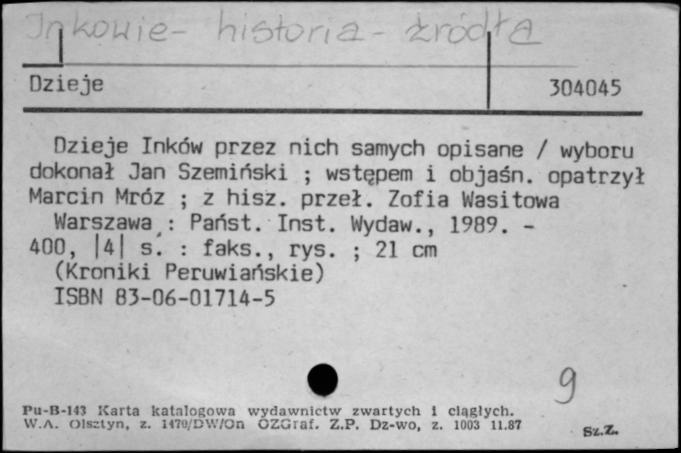 Inkowie - historia - źródła
Dzieje 304045
Dzieje Inków przez nich samych opisane / wyboru
dokonał Jan Szemiński ; wstępem i objaśn. opatrzył
Marcin Mróz ; z hisz. przeł. Zofia Wasitowa
Warszawa : Państ. Inst. Wydaw., 1989. -
400, |4| s. : faks., rys. ; 21 cm
(Kroniki Peruwiańskie)
ISBN 83-06-01714-5
9
Pu-B-143 Karta katalogowa wydawnictw zwartych i ciągłych.
W.A. Olsztyn, z. 1470/DW/On OZGraf. Z.P. Dz-wo, z. 1003 11.87
Sz.Z.